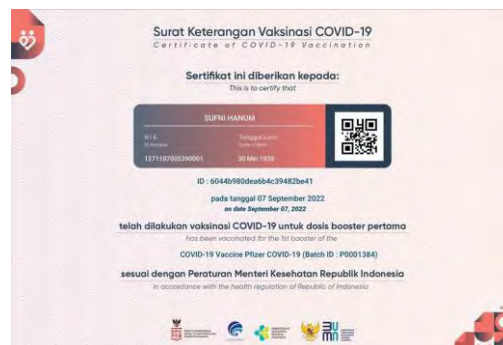 Surat Keterangan Vaksinasi COVID-19
Certificate of COVID-19 Vaccination
Sertifikat ini diberikan kepada:
This is to certify that
SUFNI HANUM
NIK Tanggal Lahir
1271107005390001 30 Mei 1939
ID : 6044b980dea6b4c39482be41
pada tanggal 07 September 2022
on date September 07, 2022
telah dilakukan vaksinasi COVID-19 untuk dosis booster pertama
has been vaccinated for the 1st booster of the
COVID-19 Vaccine Pfizer COVID-19 (Batch ID : P0001384)
sesuai dengan Peraturan Menteri Kesehatan Republik Indonesia
in accordance with the health regulation of Republic of Indonesia